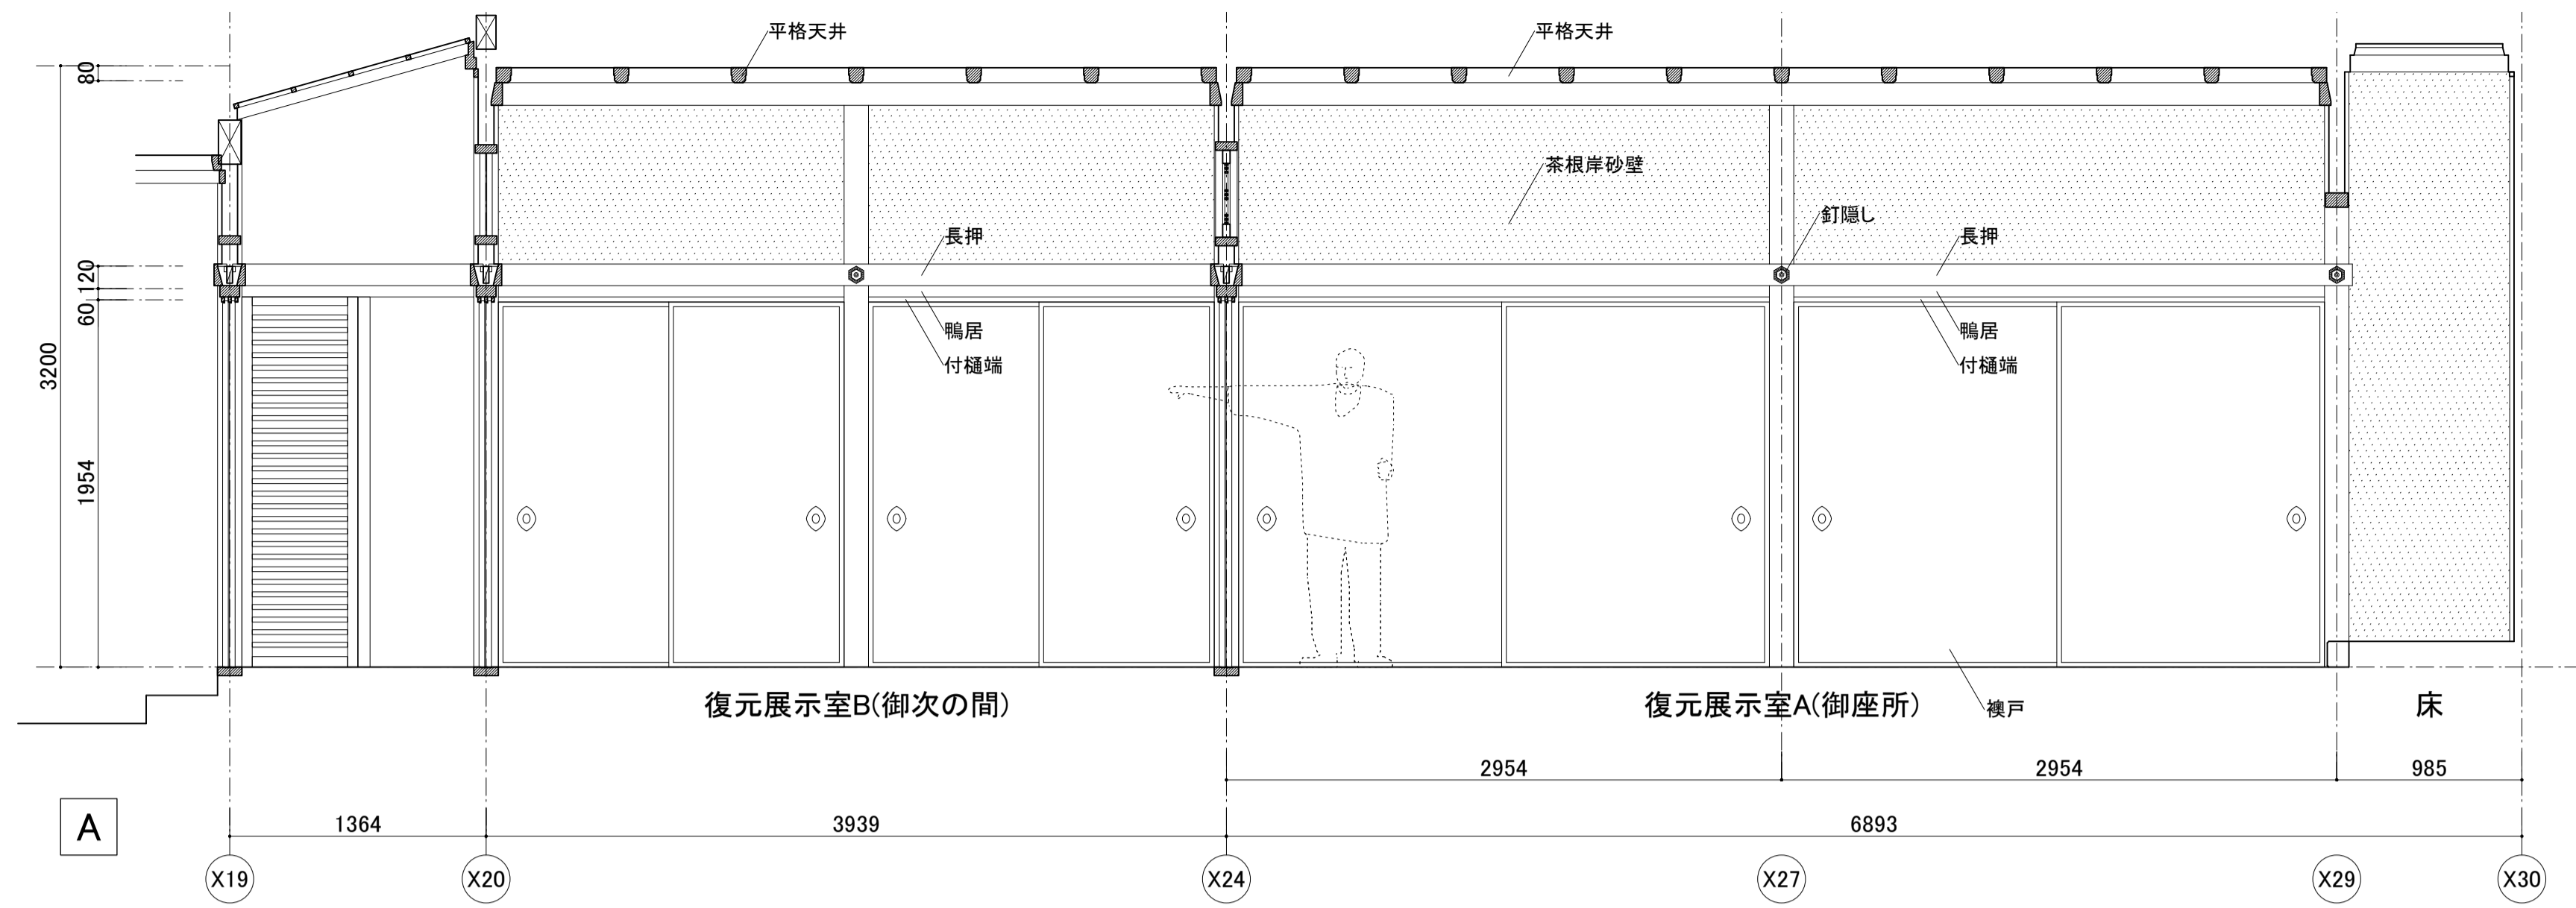 平格天井
平格天井
80
茶根岸砂壁
釘隠し
長押
長押
120
60
鴨居
鴨居
付樋端
付樋端
3200
1954
復元展示室B(御次の間)
復元展示室A(御座所)
襖戸
床
2954
2954
985
A
1364
3939
6893
X19
X20
X24
X27
X29
X30